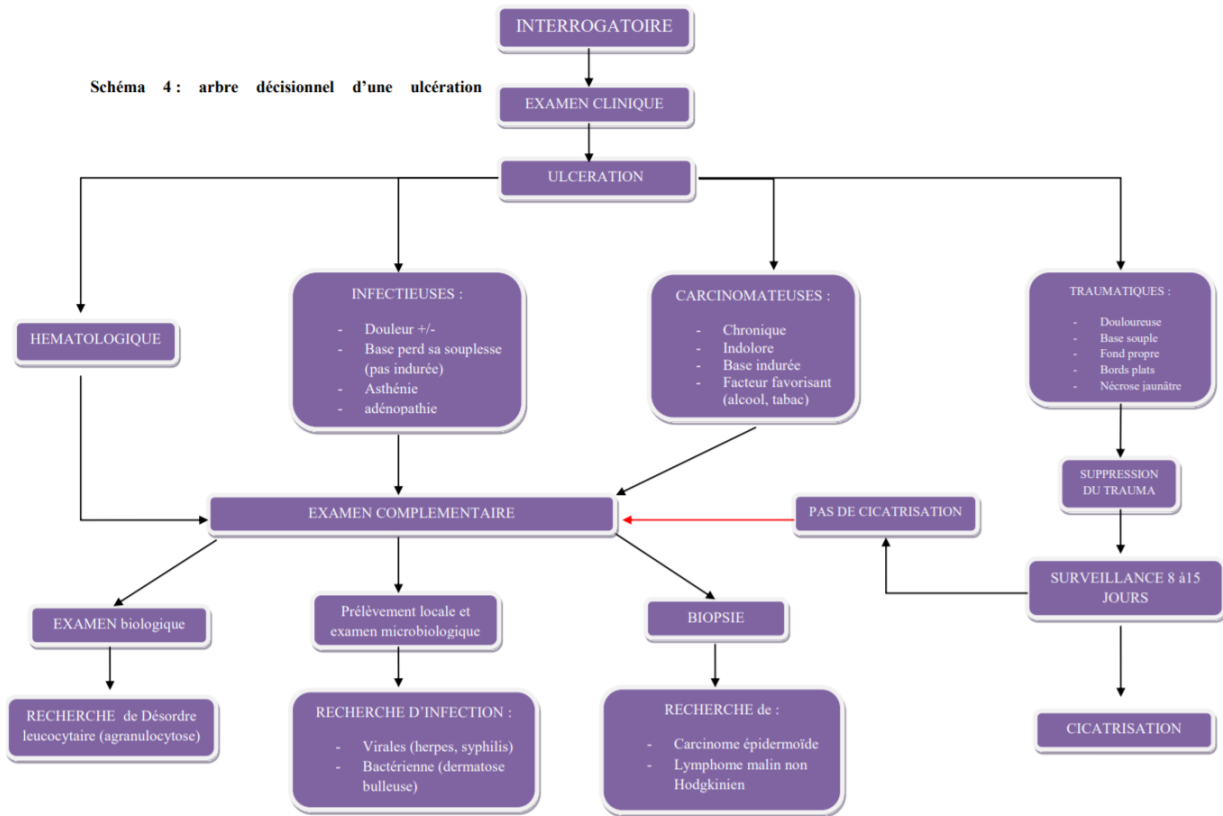 INTERROGATOIRE
Schéma 4 : arbre décisionnel d'une ulcération
EXAMEN CLINIQUE
ULCERATION
HEMATOLOGIQUE
INFECTIEUSES :
- Douleur +/-
- Base perd sa souplesse
(pas indurée)
- Asthénie
- adénopathie
CARCINOMATEUSES :
- Chronique
- Indolore
- Base indurée
- Facteur favorisant
(alcool, tabac)
TRAUMATIQUES :
- Douloureuse
- Base souple
- Fond propre
- Bords plats
- Nécrose jaunâtre
SUPPRESSION
DU TRAUMA
EXAMEN COMPLEMENTAIRE
PAS DE CICATRISATION
SURVEILLANCE 8 à15
JOURS
EXAMEN biologique
Prélèvement locale et
examen microbiologique
BIOPSIE
RECHERCHE de Désordre
leucocytaire (agranulocytose)
RECHERCHE D'INFECTION :
- Virales (herpes, syphilis)
- Bactérienne (dermatose
bulleuse)
RECHERCHE de :
- Carcinome épidermoïde
- Lymphome malin non
Hodgkinien
CICATRISATION